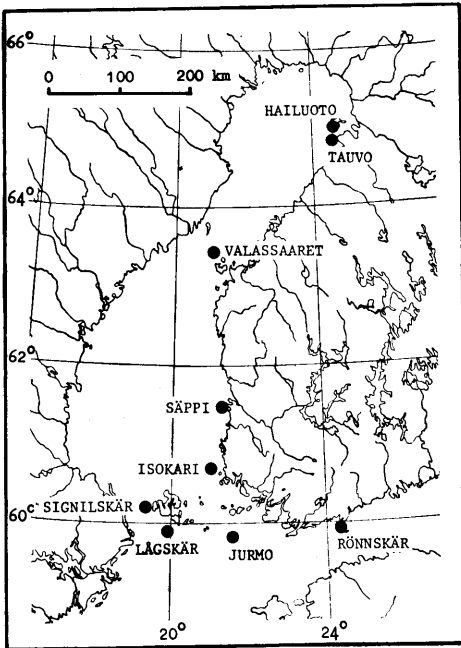 66°
0 100 200 km
HAILUOTO
TAUVO
64°
VALASSAARET
62°
SÄPPI
ISOKARI
SIGNILSKÄR
60°
LÅGSKÄR
JURMO
RÖNNSKÄR
20° 24°